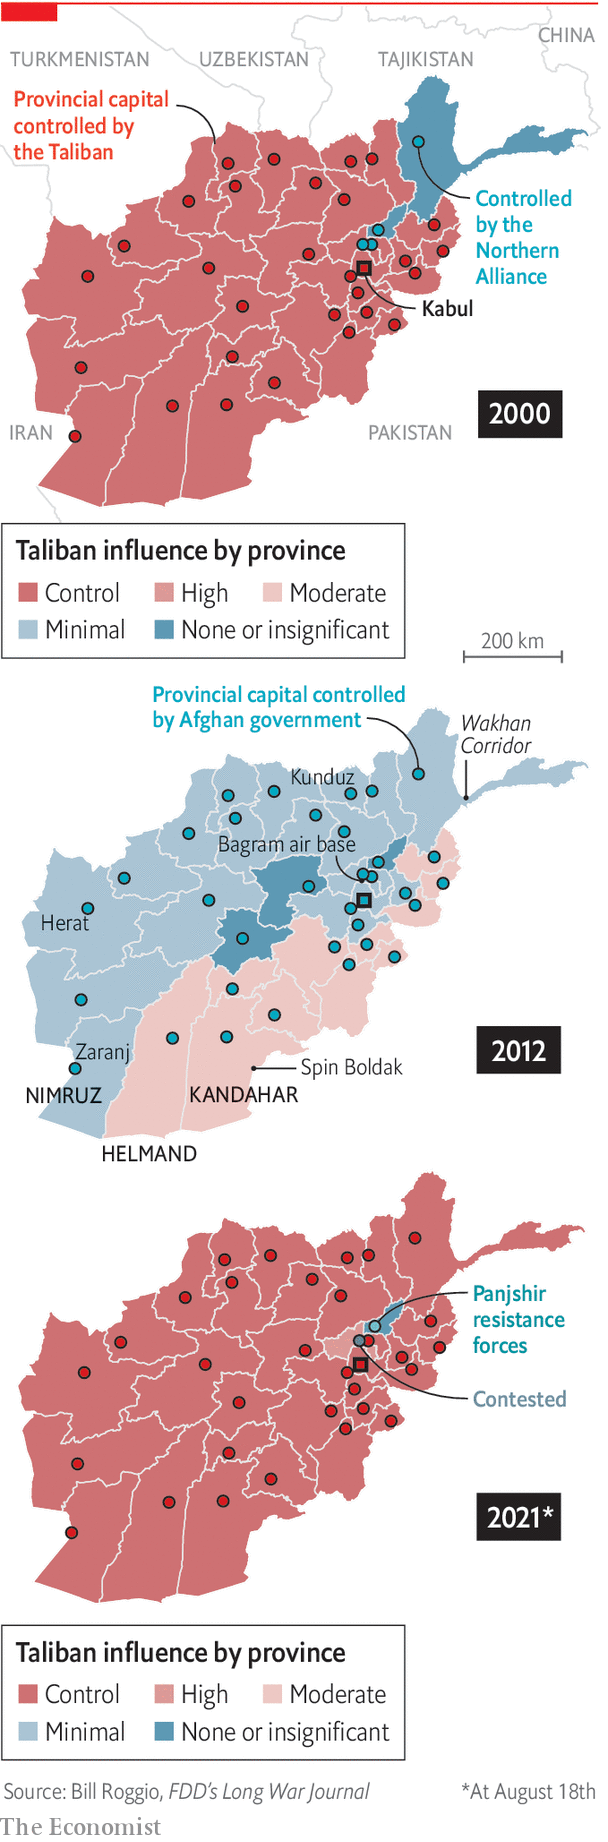 CHINA
TURKMENISTAN
UZBEKISTAN
TAJIKISTAN
Provincial capital
controlled by
the Taliban
Controlled
by the
Northern
Alliance
Kabul
2000
IRAN
PAKISTAN
Taliban influence by province
Control
High
Moderate
Minimal
None or insignificant
200 km
Provincial capital controlled
by Afghan government
Wakhan
Corridor
Kunduz
Bagram air base
Herat
2012
Zaranj
Spin Boldak
NIMRUZ
KANDAHAR
HELMAND
Panjshir
resistance
forces
Contested
2021*
Taliban influence by province
Control
High
Moderate
Minimal
None or insignificant
Source: Bill Roggio, FDD's Long War Journal
*At August 18th
The Economist